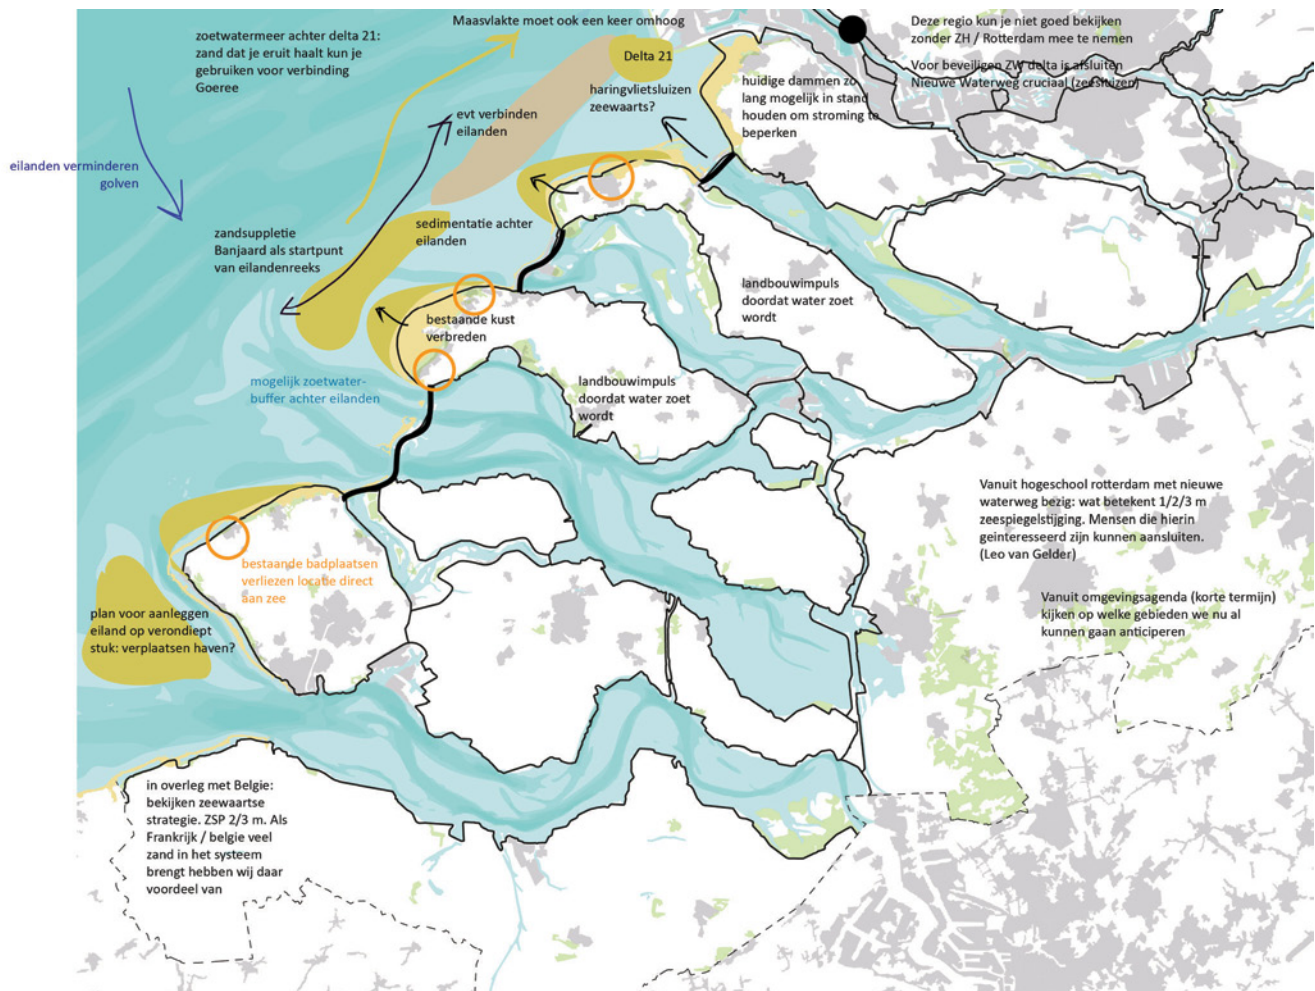 Maasvlakte moet ook een keer omhoog
Deze regio kun je niet goed bekijken
zonder ZH / Rotterdam mee te nemen
Voor beveiligen ZW delta is afsluiten
Nieuwe Waterweg cruciaal (zeesluizen)
zoetwatermeer achter delta 21:
zand dat je eruit haalt kun je
gebruiken voor verbinding
Goeree
Delta 21
haringvlietsluizen
zeewaarts?
huidige dammen zo
lang mogelijk in stand
houden om stroming te
beperken
evt verbinden
eilanden
eilanden verminderen
golven
zandsuppletie
Banjaard als startpunt
van eilandenreeks
sedimentatie achter
eilanden
landbouwimpuls
doordat water zoet
wordt
bestaande kust
verbreden
mogelijk zoetwater-
buffer achter eilanden
landbouwimpuls
doordat water zoet
wordt
Vanuit hogeschool rotterdam met nieuwe
waterweg bezig: wat betekent 1/2/3 m
zeespiegelstijging. Mensen die hierin
geinteresseerd zijn kunnen aansluiten.
(Leo van Gelder)
bestaande badplaatsen
verliezen locatie direct
aan zee
plan voor aanleggen
eiland op verondiept
stuk: verplaatsen haven?
Vanuit omgevingsagenda (korte termijn)
kijken op welke gebieden we nu al
kunnen gaan anticiperen
in overleg met Belgie:
bekijken zeewaartse
strategie. ZSP 2/3 m. Als
Frankrijk / belgie veel
zand in het systeem
brengt hebben wij daar
voordeel van